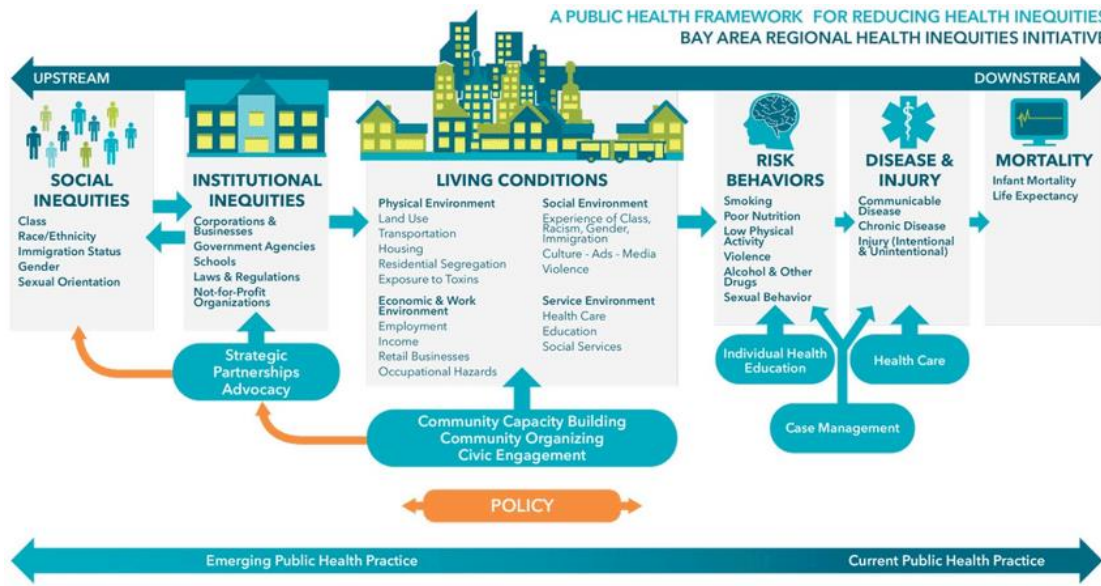 A PUBLIC HEALTH FRAMEWORK FOR REDUCING HEALTH INEQUITIES
BAY AREA REGIONAL HEALTH INEQUITIES INITIATIVE
UPSTREAM
DOWNSTREAM
SOCIAL
INEQUITIES
Class
Race/Ethnicity
Immigration Status
Gender
Sexual Orientation
INSTITUTIONAL
INEQUITIES
Corporations &
Businesses
Government Agencies
Schools
Laws & Regulations
Not-for-Profit
Organizations
LIVING CONDITIONS
Physical Environment
Land Use
Transportation
Housing
Residential Segregation
Exposure to Toxins
Economic & Work
Environment
Employment
Income
Retail Businesses
Occupational Hazards
Social Environment
Experience of Class,
Racism, Gender,
Immigration
Culture - Ads - Media
Violence
Service Environment
Health Care
Education
Social Services
RISK
BEHAVIORS
Smoking
Poor Nutrition
Low Physical
Activity
Violence
Alcohol & Other
Drugs
Sexual Behavior
DISEASE &
INJURY
Communicable
Disease
Chronic Disease
Injury (Intentional
& Unintentional)
MORTALITY
Infant Mortality
Life Expectancy
Strategic
Partnerships
Advocacy
Community Capacity Building
Community Organizing
Civic Engagement
Individual Health
Education
Health Care
Case Management
POLICY
Emerging Public Health Practice
Current Public Health Practice